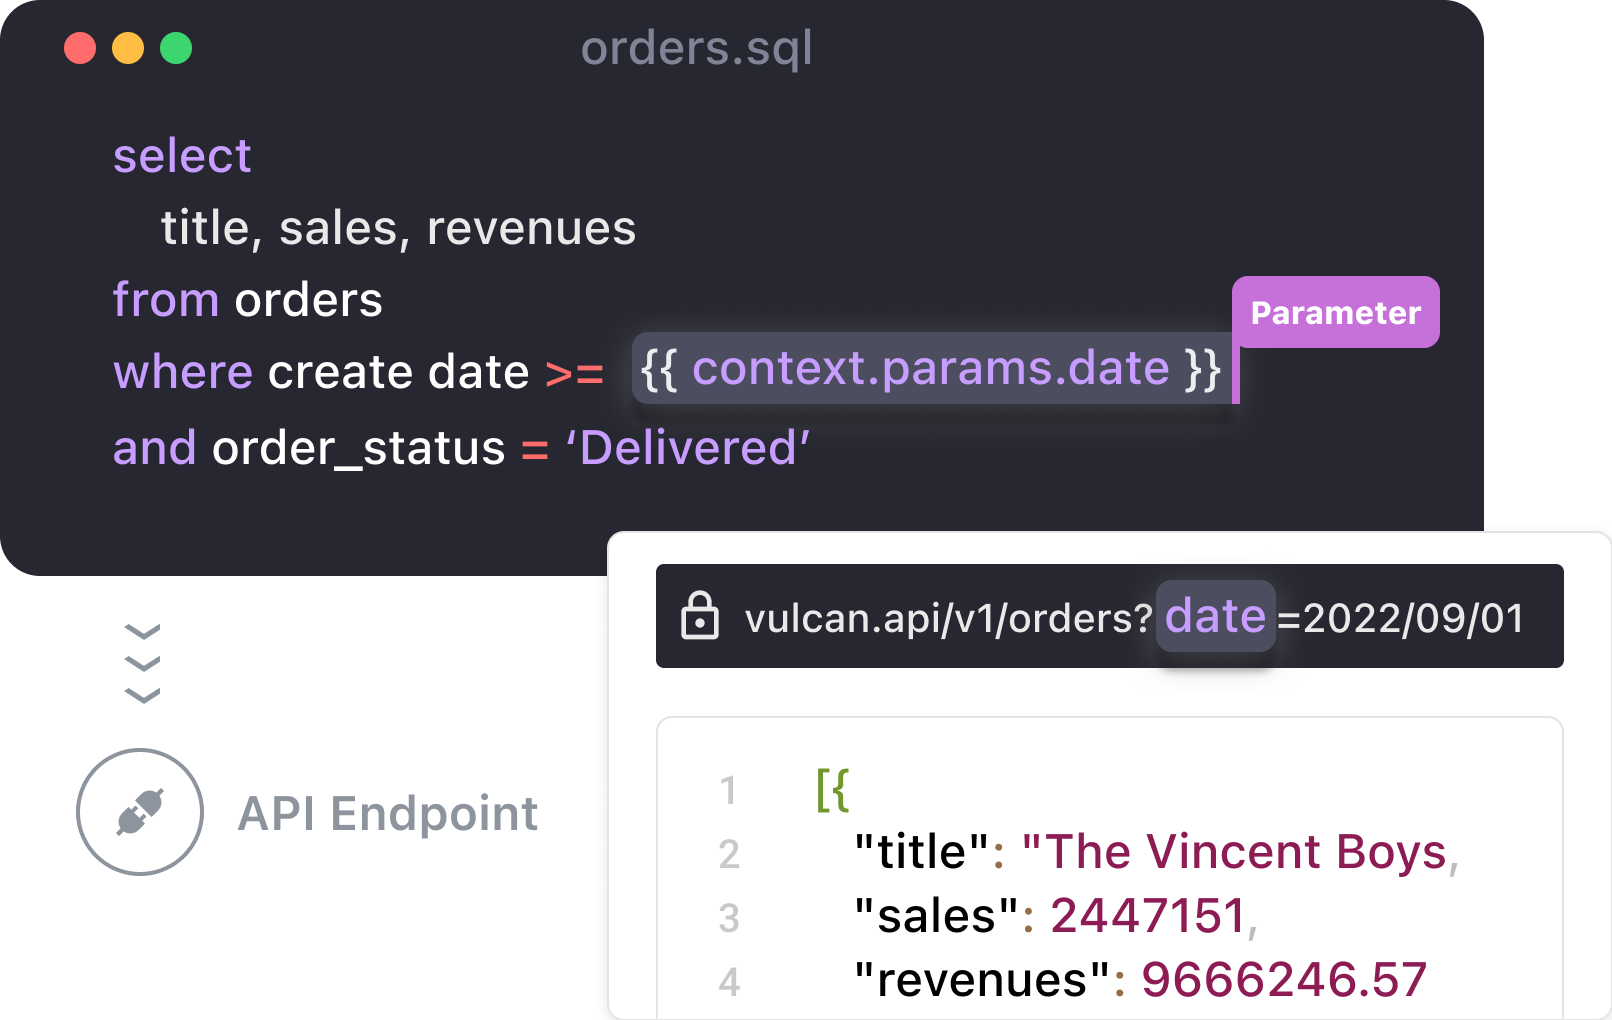 orders.sql
select
title, sales, revenues
from orders
Parameter
where create date >= {{ context.params.date }}
and order_status = ‘Delivered’
vulcan.api/v1/orders?date=2022/09/01
API Endpoint
1 [{
2 "title": "The Vincent Boys,
3 "sales": 2447151,
4 "revenues": 9666246.57